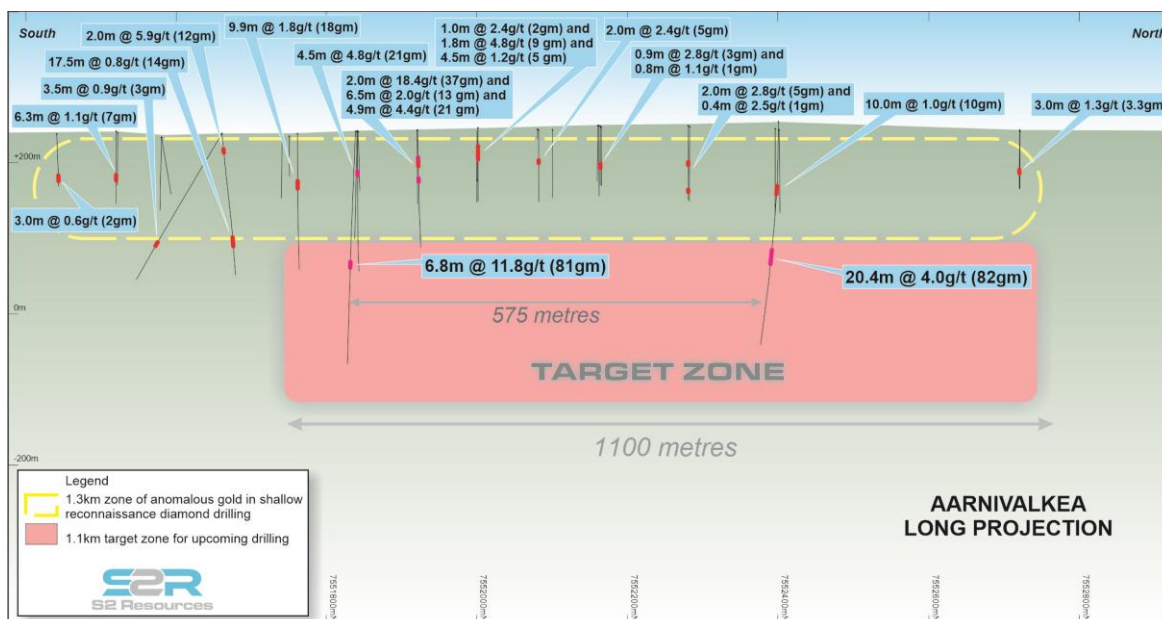 South
North
2.0m @ 5.9g/t (12gm)
17.5m @ 0.8g/t (14gm)
3.5m @ 0.9g/t (3gm)
6.3m @ 1.1g/t (7gm)
9.9m @ 1.8g/t (18gm)
4.5m @ 4.8g/t (21gm)
2.0m @ 18.4g/t (37gm) and
6.5m @ 2.0g/t (13 gm) and
4.9m @ 4.4g/t (21 gm)
1.0m @ 2.4g/t (2gm) and
1.8m @ 4.8g/t (9 gm) and
4.5m @ 1.2g/t (5 gm)
2.0m @ 2.4g/t (5gm)
0.9m @ 2.8g/t (3gm) and
0.8m @ 1.1g/t (1gm)
2.0m @ 2.8g/t (5gm) and
0.4m @ 2.5g/t (1gm)
10.0m @ 1.0g/t (10gm)
3.0m @ 1.3g/t (3.3gm)
+200m
3.0m @ 0.6g/t (2gm)
6.8m @ 11.8g/t (81gm)
20.4m @ 4.0g/t (82gm)
0m
575 metres
TARGET ZONE
1100 metres
-200m
Legend
1.3km zone of anomalous gold in shallow
reconnaissance diamond drilling
1.1km target zone for upcoming drilling
S2R
S2 Resources
AARNIVALKEA
LONG PROJECTION
7551800mN
7552000mN
7552200mN
7552400mN
7552600mN
7552800mN